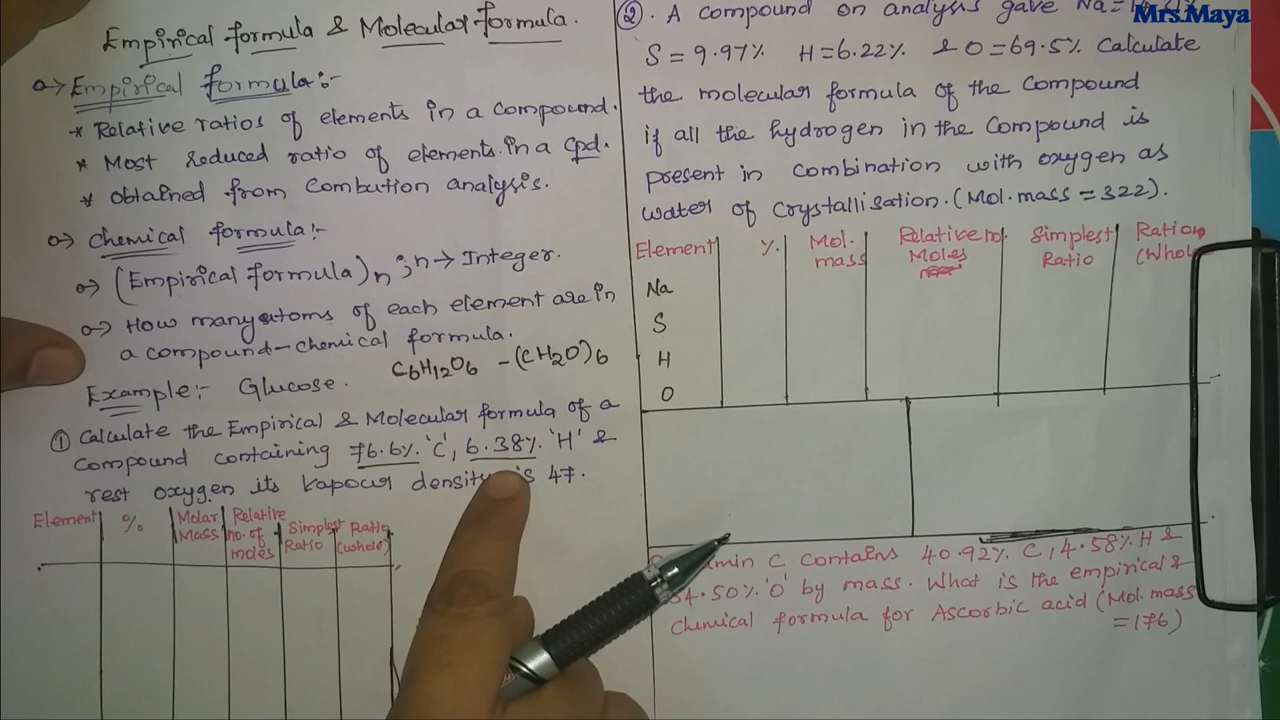 Empirical formula & Molecular formula.
Empirical formula:-
* Relative ratios of elements in a compound.
* Most reduced ratio of elements in a cpd.
* Obtained from Combution analysis.
Chemical formula:-
(Empirical formula)n ; n → Integer.
How many atoms of each element are in
a compound - chemical formula.
Example:- Glucose. C6H12O6 - (CH2O)6
① Calculate the Empirical & Molecular formula of a
Compound containing 76.6% 'C', 6.38% 'H' &
rest oxygen its Vapour density is 47.
Element % Molar Mass Relative no. of moles Simplest Ratio Ratio (whole)
②. A compound on analysis gave Na=
Mrs.Maya
S = 9.97% H = 6.22% & O = 69.5% Calculate
the molecular formula of the Compound
if all the hydrogen in the Compound is
present in Combination with oxygen as
water of Crystallisation. (Mol. mass = 322).
Element %. Mol. mass Relative no. Moles Simplest Ratio Ratio (whole
Na
S
H
O
C contains 40.92% C, 4.58% H &
.50% 'O' by mass. What is the empirical &
Chemical formula for Ascorbic acid (Mol. mass
= 176)